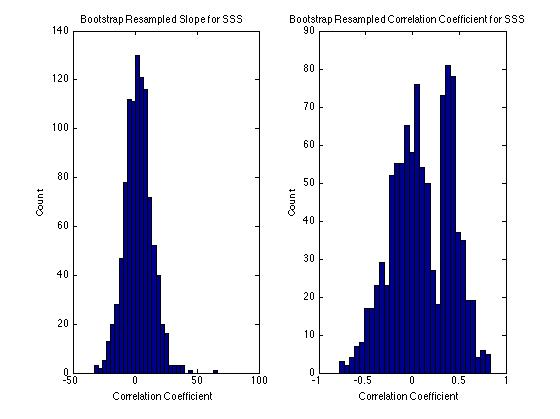 Bootstrap Resampled Slope for SSS
140
120
100
80
60
40
20
0
Count
-50 0 50 100
Correlation Coefficient
Bootstrap Resampled Correlation Coefficient for SSS
90
80
70
60
50
40
30
20
10
0
Count
-1 -0.5 0 0.5 1
Correlation Coefficient